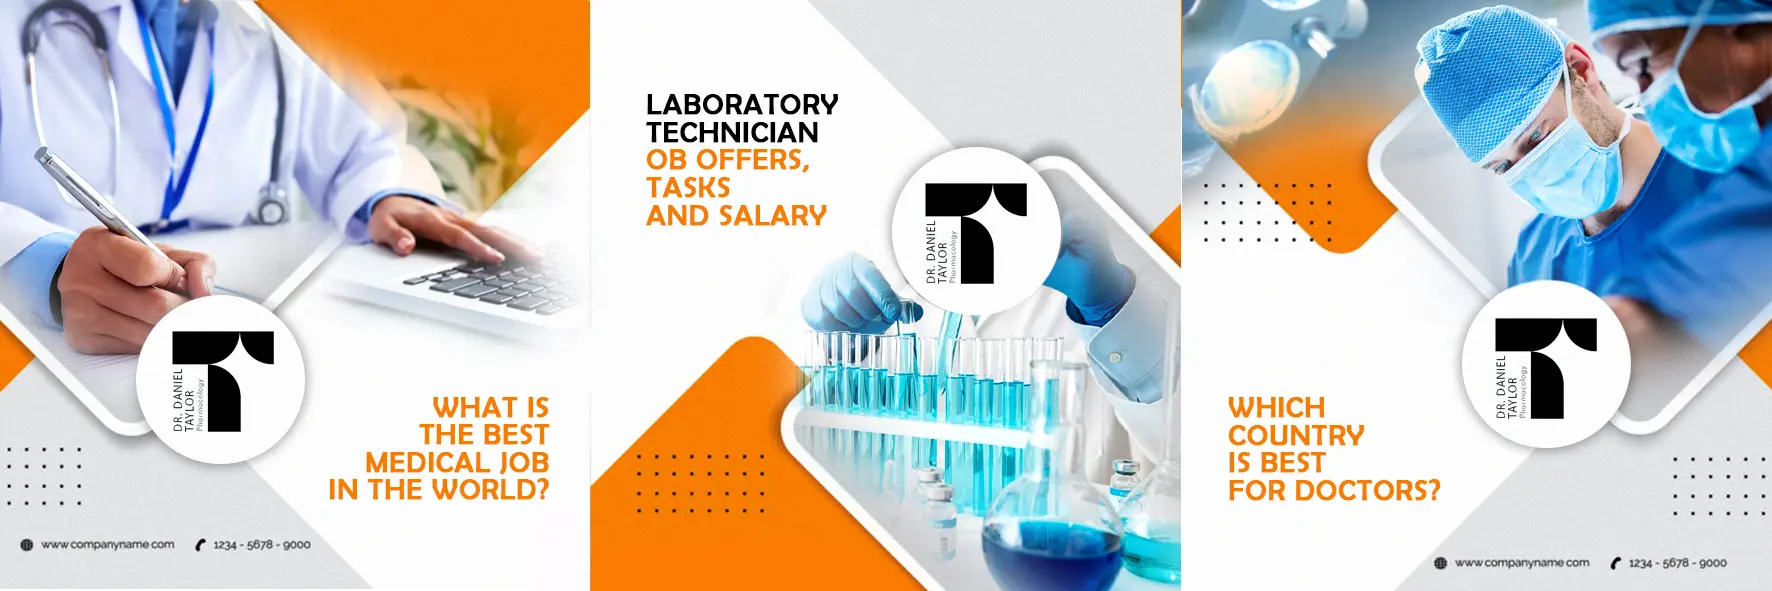 WHAT IS
THE BEST
MEDICAL JOB
IN THE WORLD?
DR. DANIEL
TAYLOR
Pharmacology
www.companyname.com
1234 - 5678 - 9000
LABORATORY
TECHNICIAN
OB OFFERS,
TASKS
AND SALARY
DR. DANIEL
TAYLOR
Pharmacology
WHICH
COUNTRY
IS BEST
FOR DOCTORS?
DR. DANIEL
TAYLOR
Pharmacology
www.companyname.com
1234 - 5678 - 9000